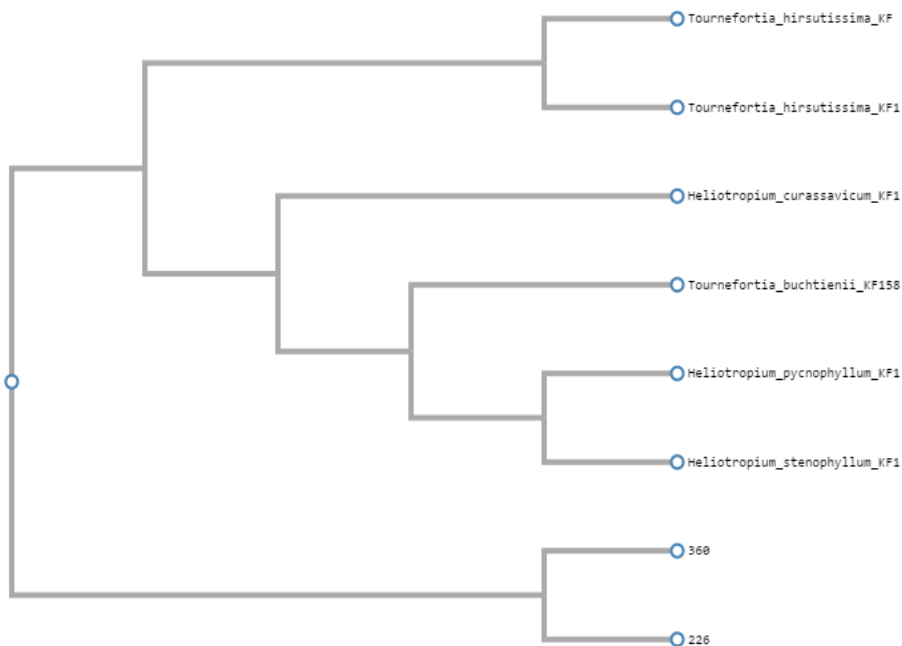 Tournefortia_hirsutissima_KF
Tournefortia_hirsutissima_KF1
Heliotropium_curassavicum_KF1
Tournefortia_buchtienii_KF158
Heliotropium_pycnophyllum_KF1
Heliotropium_stenophyllum_KF1
360
226